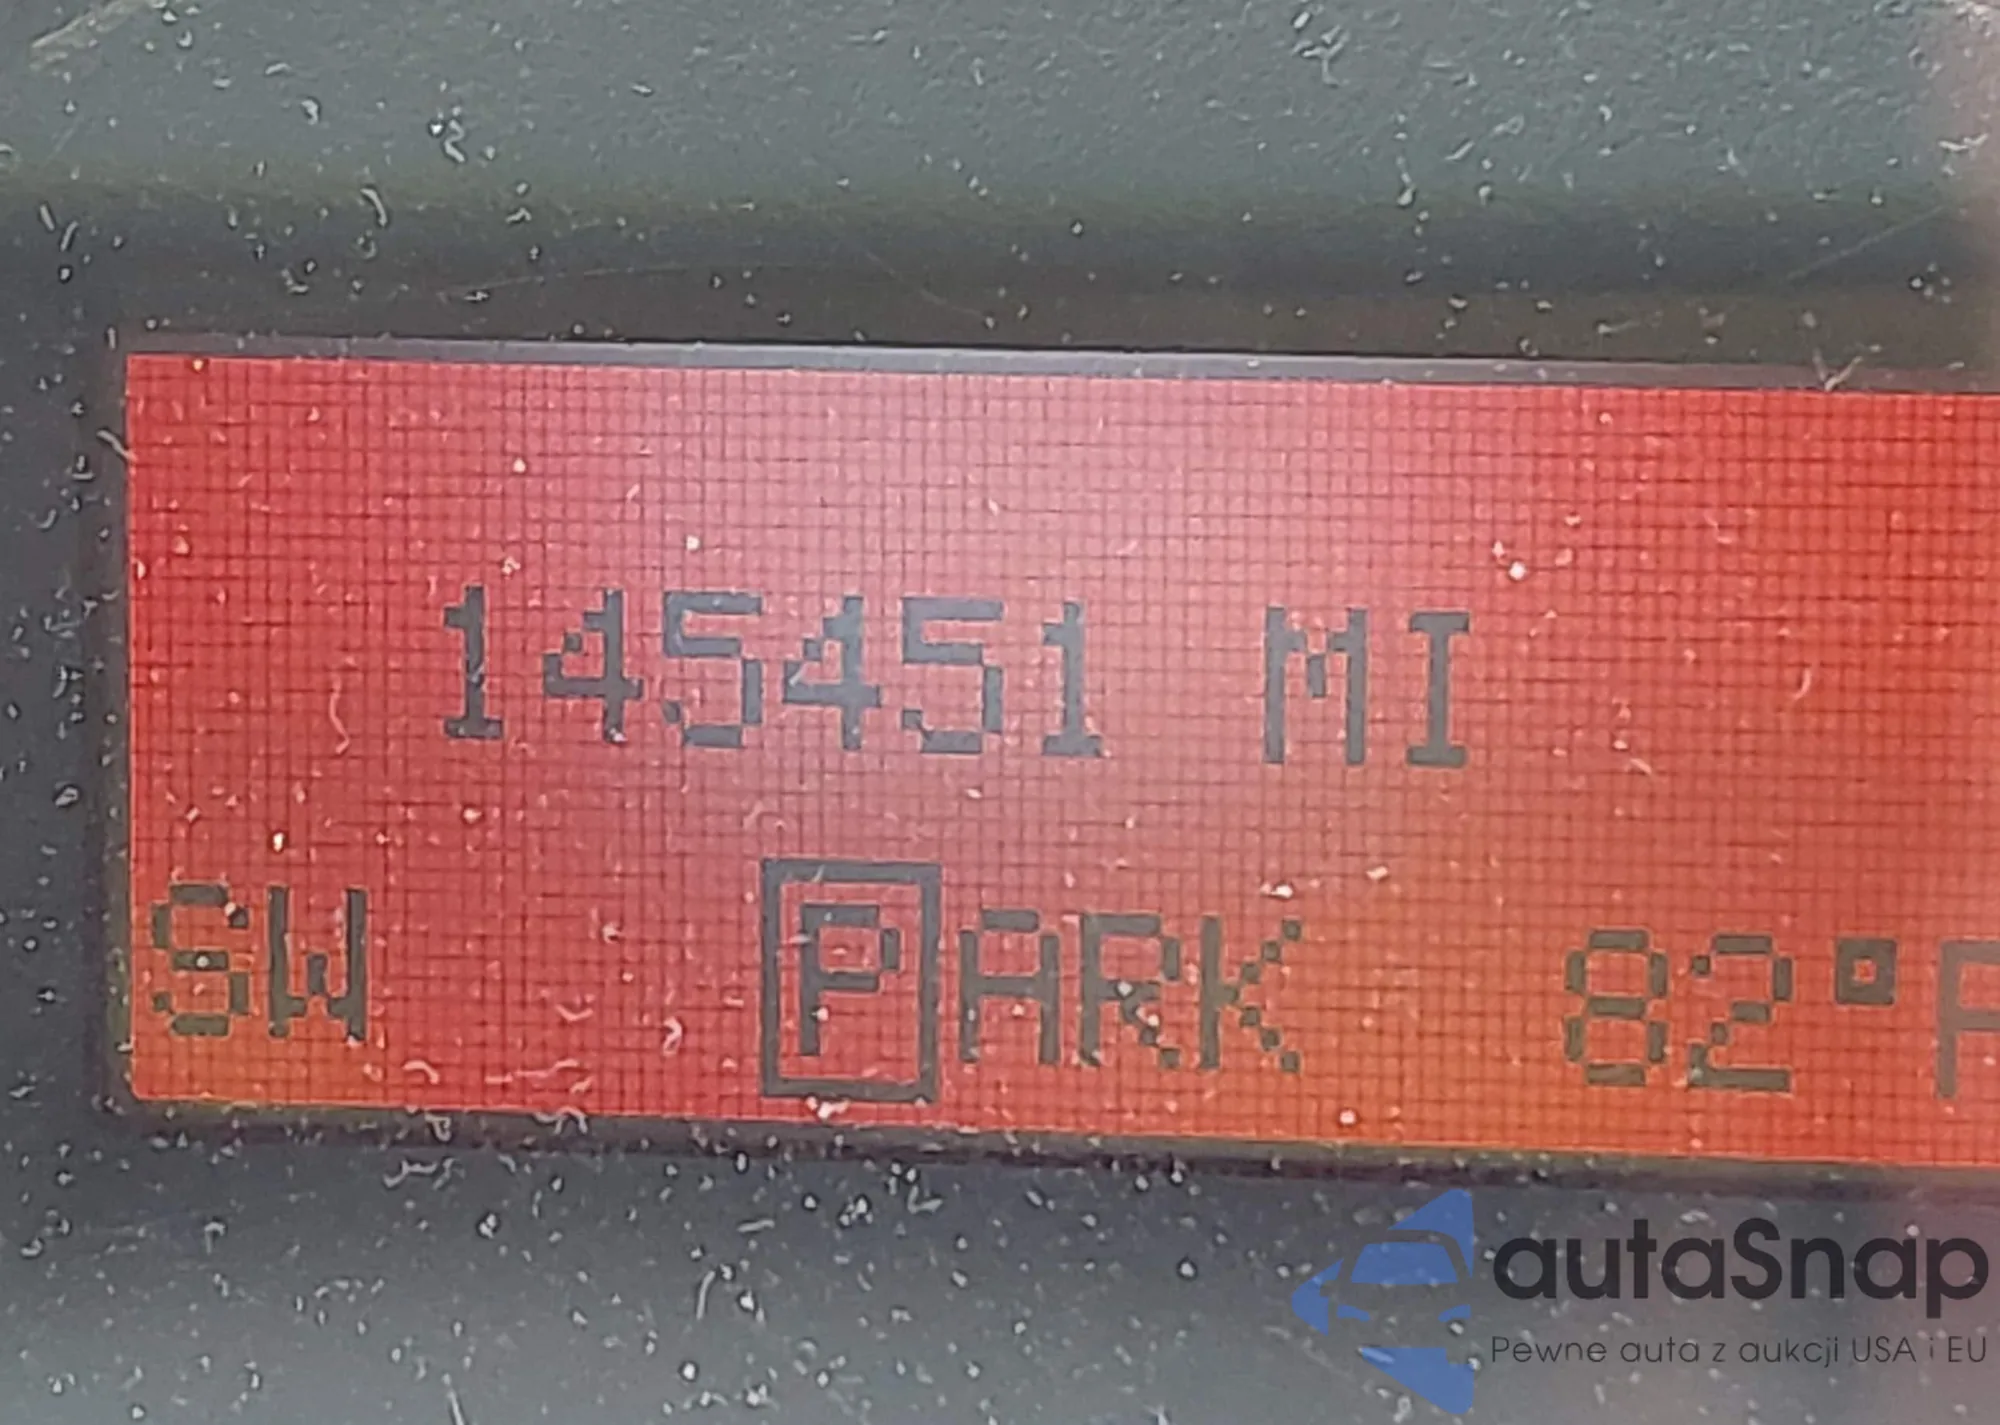 145451 MI
SW PARK 82°F
autaSnap
Pewne auta z aukcji USA i EU